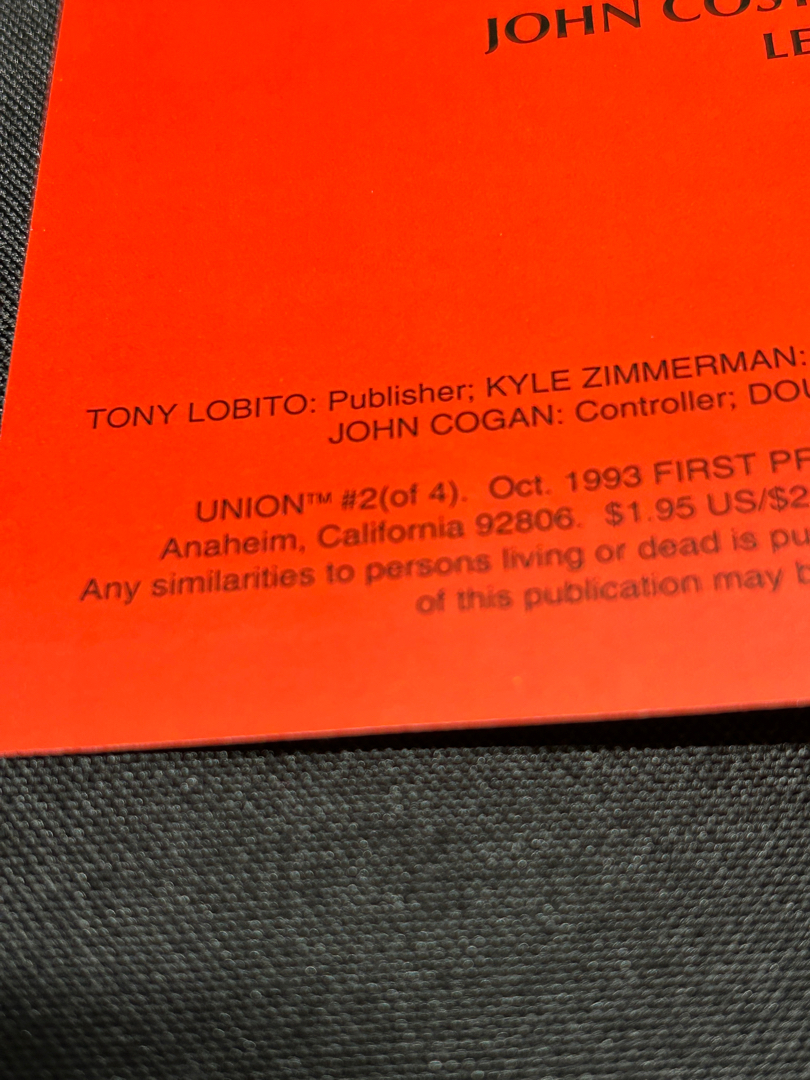 JOHN
TONY LOBITO: Publisher; KYLE ZIMMERMAN:
JOHN COGAN: Controller;
UNION™ #2(of 4). Oct. 1993 FIRST
Anaheim, California 92806. $1.95 US/$2
Any similarities to persons living or dead is
of this publication may